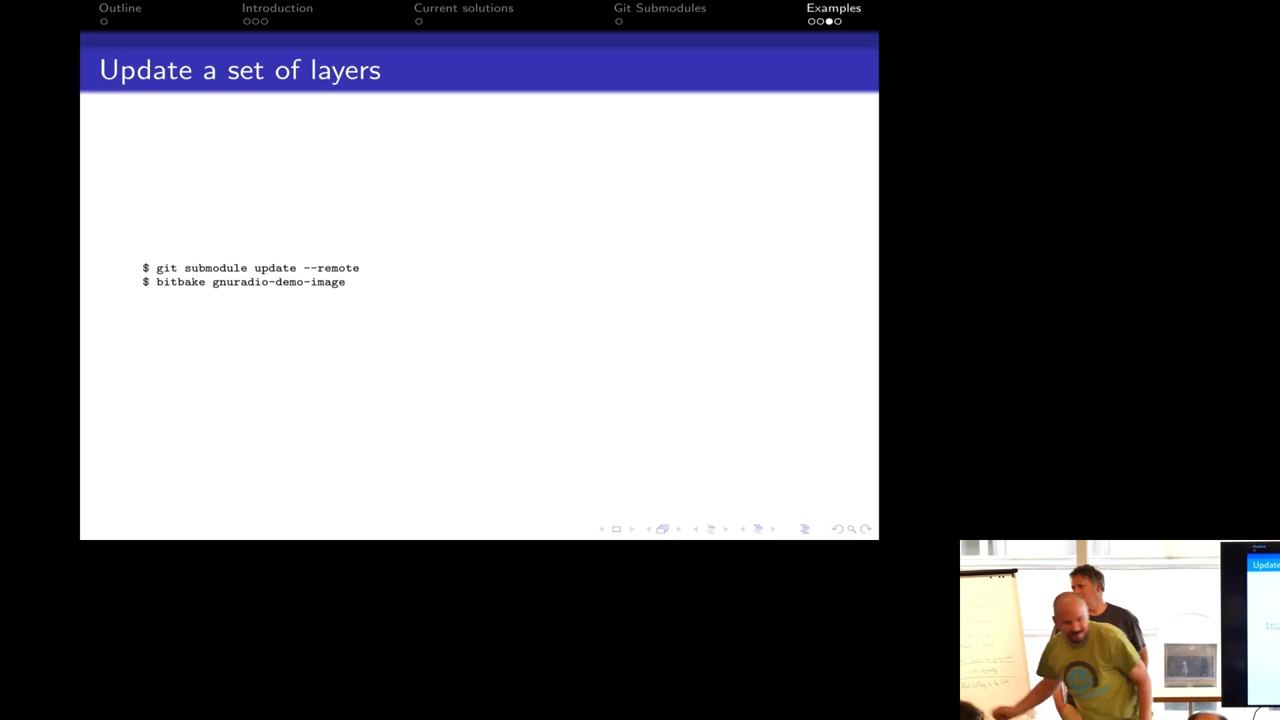 Outline
Introduction
Current solutions
Git Submodules
Examples
Update a set of layers
$ git submodule update --remote
$ bitbake gnuradio-demo-image
Update